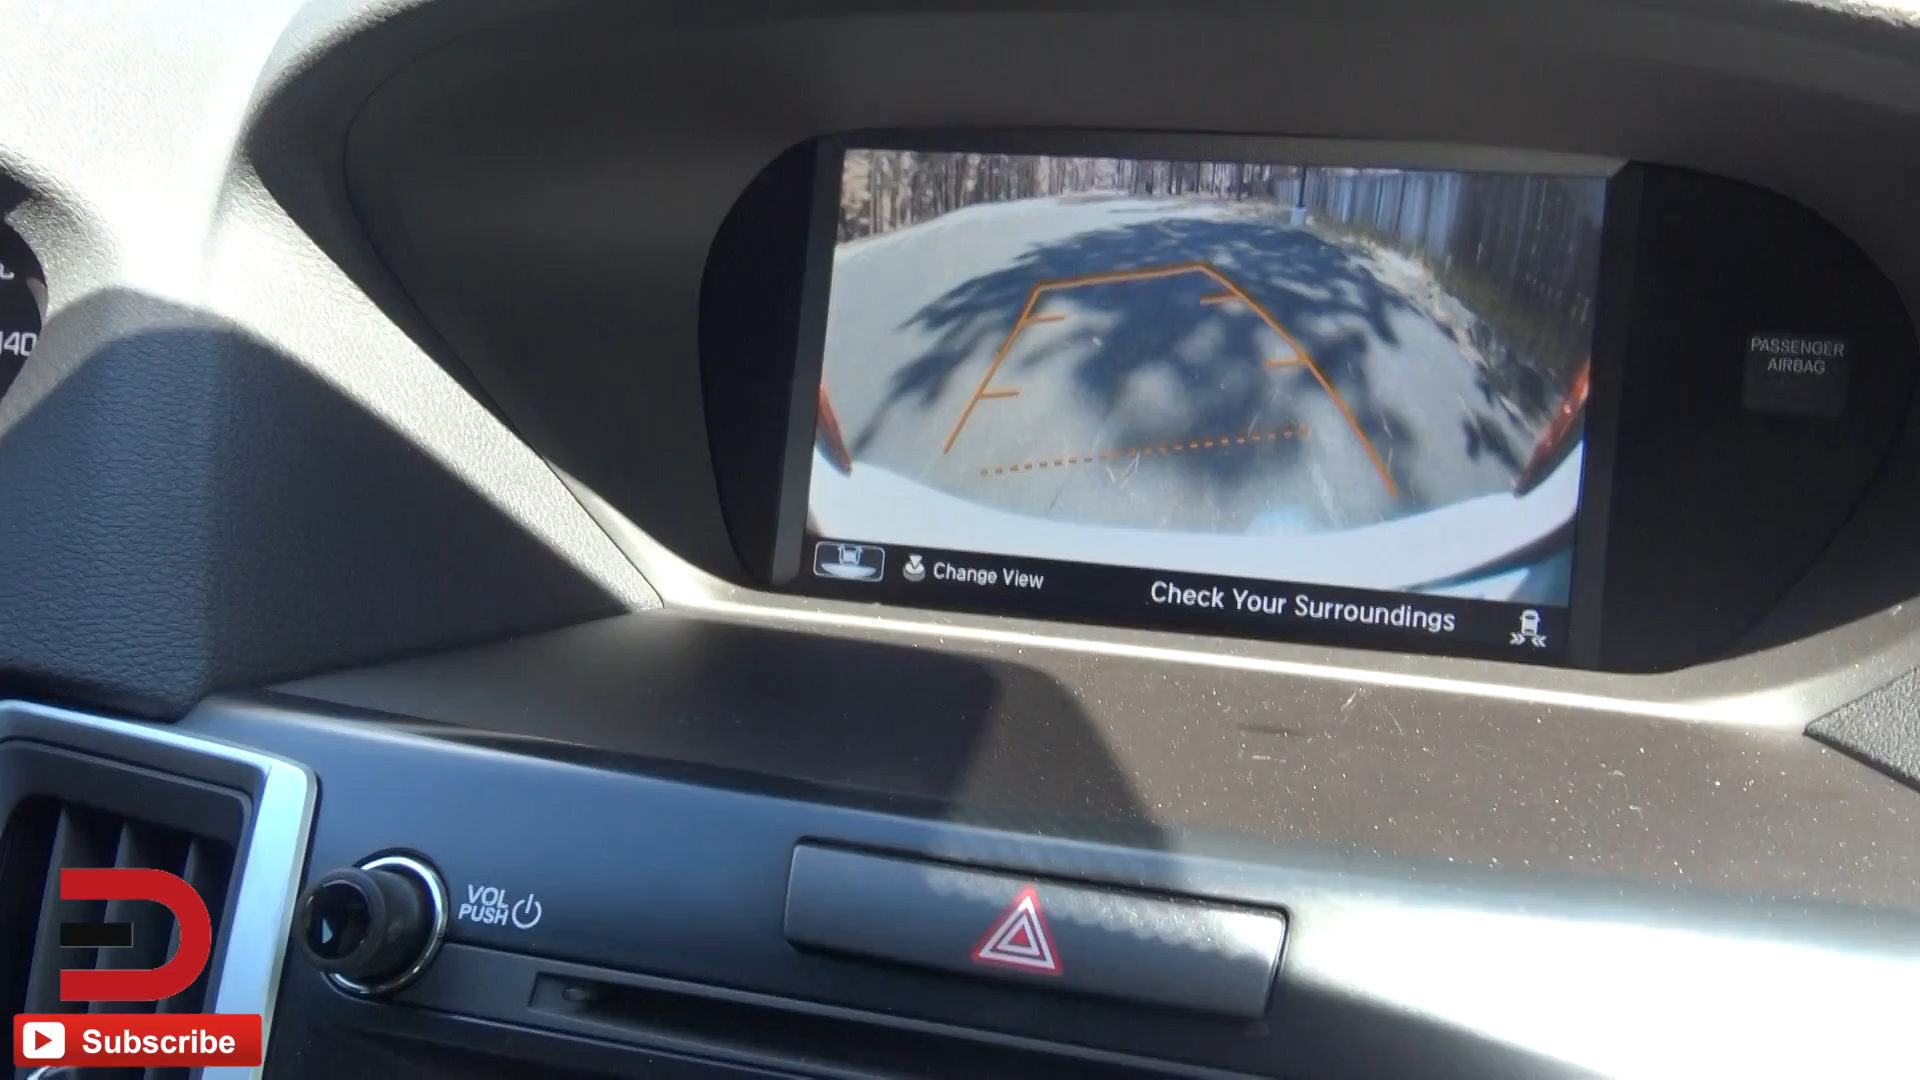 140
PASSENGER
AIRBAG
Change View
Check Your Surroundings
VOL
PUSH
Subscribe